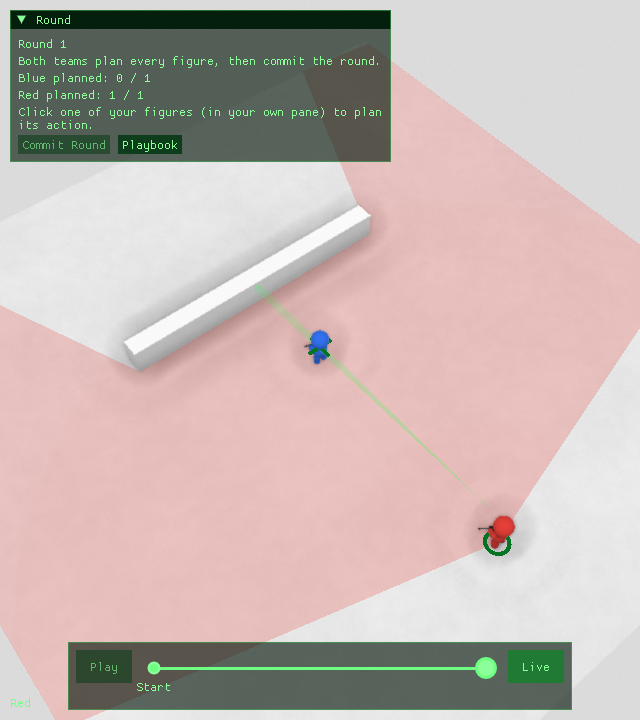 Round
Round 1
Both teams plan every figure, then commit the round.
Blue planned: 0 / 1
Red planned: 1 / 1
Click one of your figures (in your own pane) to plan
its action.
Commit Round Playbook
Play
Live
Start
Red